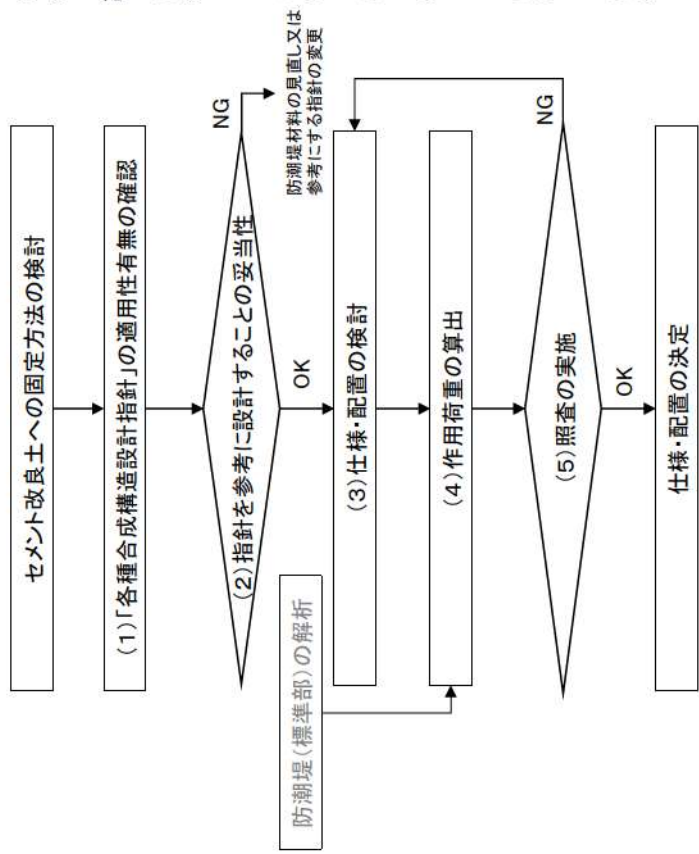 セメント改良土への固定方法の検討
(1)「各種合成構造設計指針」の適用性有無の確認
(2)指針を参考に設計することの妥当性
NG
防潮堤材料の見直し又は
参考にする指針の変更
OK
(3)仕様・配置の検討
防潮堤(標準部)の解析
(4)作用荷重の算出
(5)照査の実施
NG
OK
仕様・配置の決定